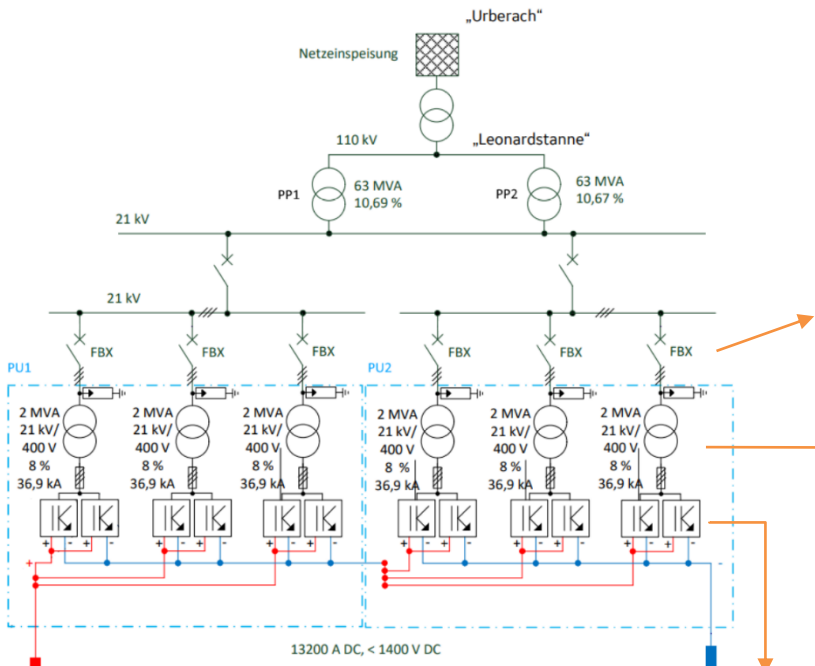 „Urberach“
Netzeinspeisung
110 kV
„Leonardstanne“
PP1
63 MVA
10,69 %
PP2
63 MVA
10,67 %
21 kV
21 kV
FBX
FBX
FBX
FBX
FBX
FBX
PU1
PU2
2 MVA
21 kV/
400 V
8 %
36,9 kA
2 MVA
21 kV/
400 V
8 %
36,9 kA
2 MVA
21 kV/
400 V
8 %
36,9 kA
2 MVA
21 kV/
400 V
8 %
36,9 kA
2 MVA
21 kV/
400 V
8 %
36,9 kA
2 MVA
21 kV/
400 V
8 %
36,9 kA
+ - + - + - + - + - + - + - + - + - + - + - + -
+ -
13200 A DC, < 1400 V DC